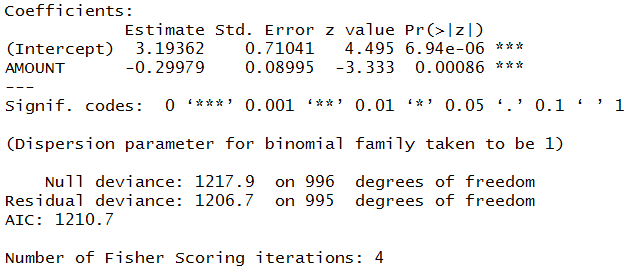 Coefficients:
Estimate Std. Error z value Pr(>|z|)
(Intercept) 3.19362 0.71041 4.495 6.94e-06 ***
AMOUNT -0.29979 0.08995 -3.333 0.00086 ***
---
Signif. codes: 0 ‘***’ 0.001 ‘**’ 0.01 ‘*’ 0.05 ‘.’ 0.1 ‘ ’ 1
(Dispersion parameter for binomial family taken to be 1)
Null deviance: 1217.9 on 996 degrees of freedom
Residual deviance: 1206.7 on 995 degrees of freedom
AIC: 1210.7
Number of Fisher Scoring iterations: 4